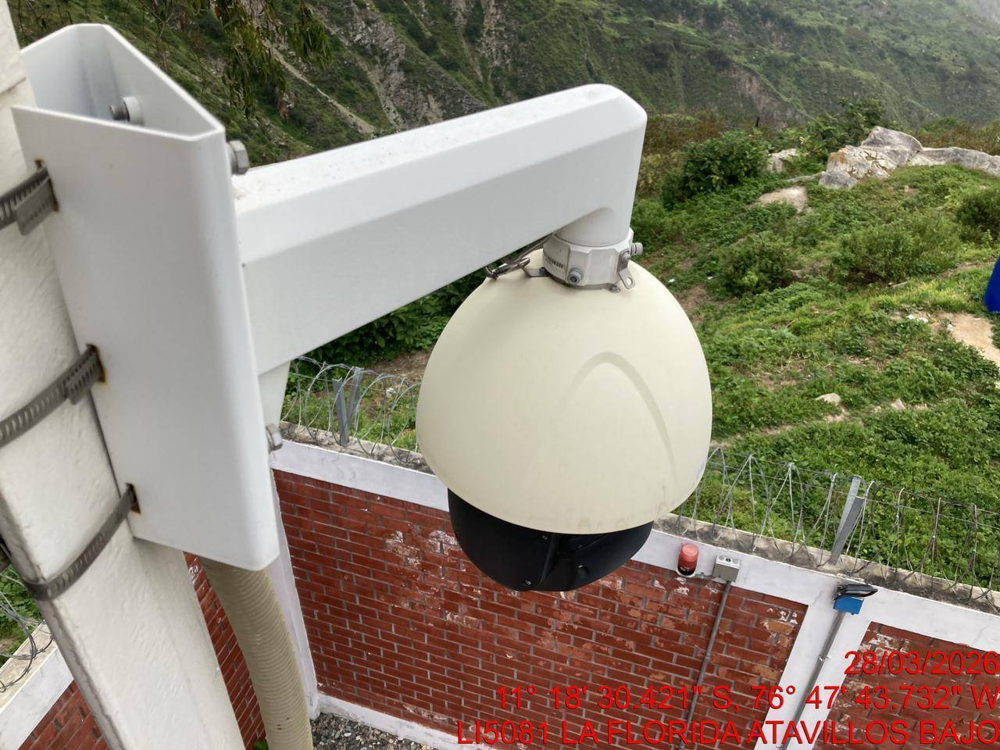 28/03/2026
11° 18' 30.421" S, 76° 47' 43.732" W
LI5081 LA FLORIDA ATAVILLOS BAJO